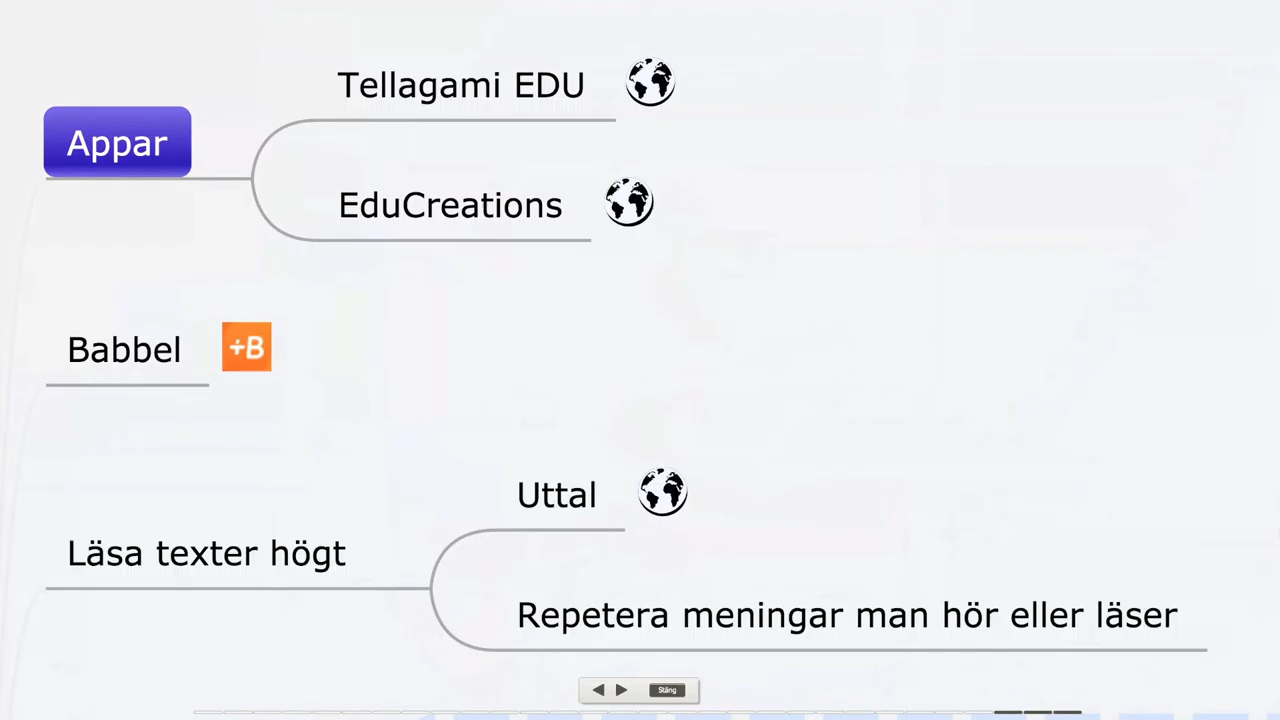 Tellagami EDU
Appar
EduCreations
Babbel +B
Uttal
Läsa texter högt
Repetera meningar man hör eller läser
Stäng